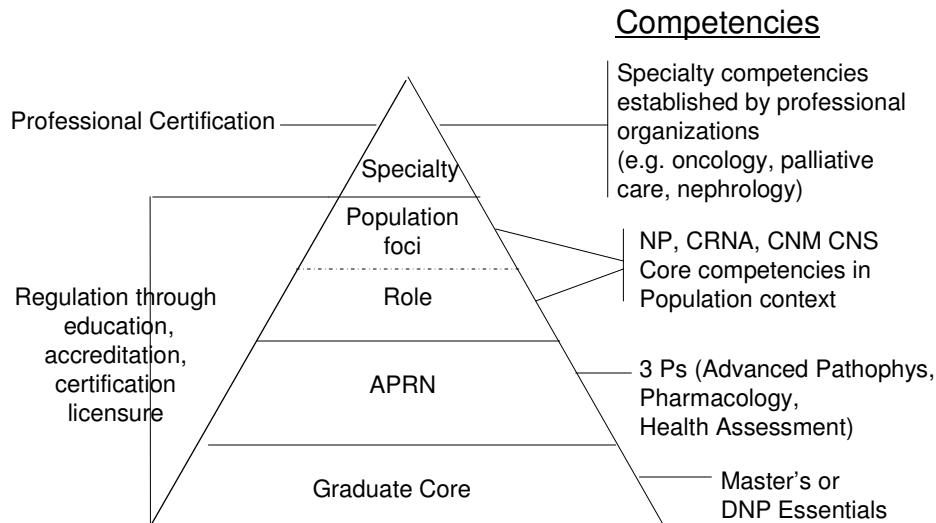 Competencies
Professional Certification
Specialty competencies
established by professional
organizations
(e.g. oncology, palliative
care, nephrology)
Specialty
Population
foci
NP, CRNA, CNM CNS
Core competencies in
Population context
Role
Regulation through
education,
accreditation,
certification
licensure
APRN
3 Ps (Advanced Pathophys,
Pharmacology,
Health Assessment)
Graduate Core
Master's or
DNP Essentials